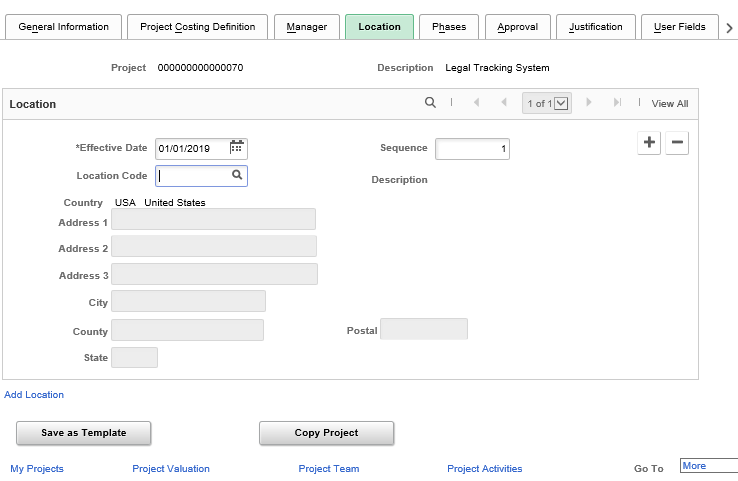 General Information Project Costing Definition Manager Location Phases Approval Justification User Fields
Project 000000000000070 Description Legal Tracking System
Location 1 of 1 View All
*Effective Date 01/01/2019 Sequence 1
Location Code Description
Country USA United States
Address 1
Address 2
Address 3
City
County Postal
State
Add Location
Save as Template Copy Project
My Projects Project Valuation Project Team Project Activities Go To More